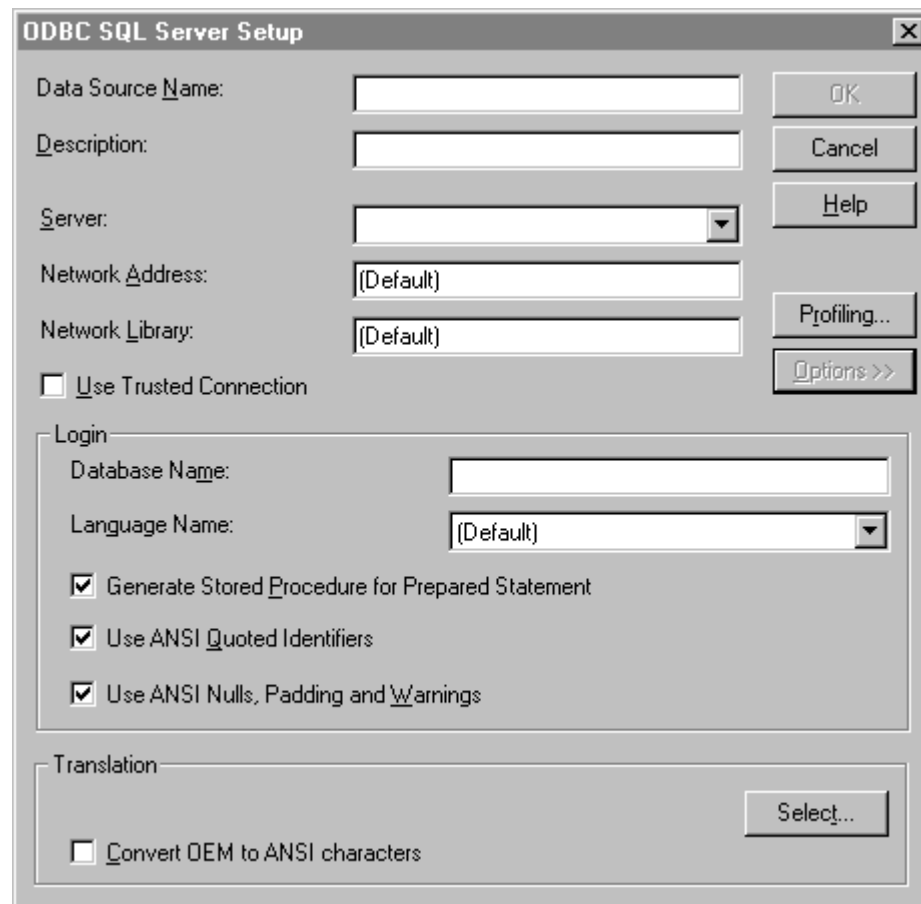 ODBC SQL Server Setup
Data Source Name:
OK
Description:
Cancel
Server:
Help
Network Address:
(Default)
Network Library:
(Default)
Profiling...
Use Trusted Connection
Options >>
Login
Database Name:
Language Name:
(Default)
Generate Stored Procedure for Prepared Statement
Use ANSI Quoted Identifiers
Use ANSI Nulls, Padding and Warnings
Translation
Select...
Convert OEM to ANSI characters